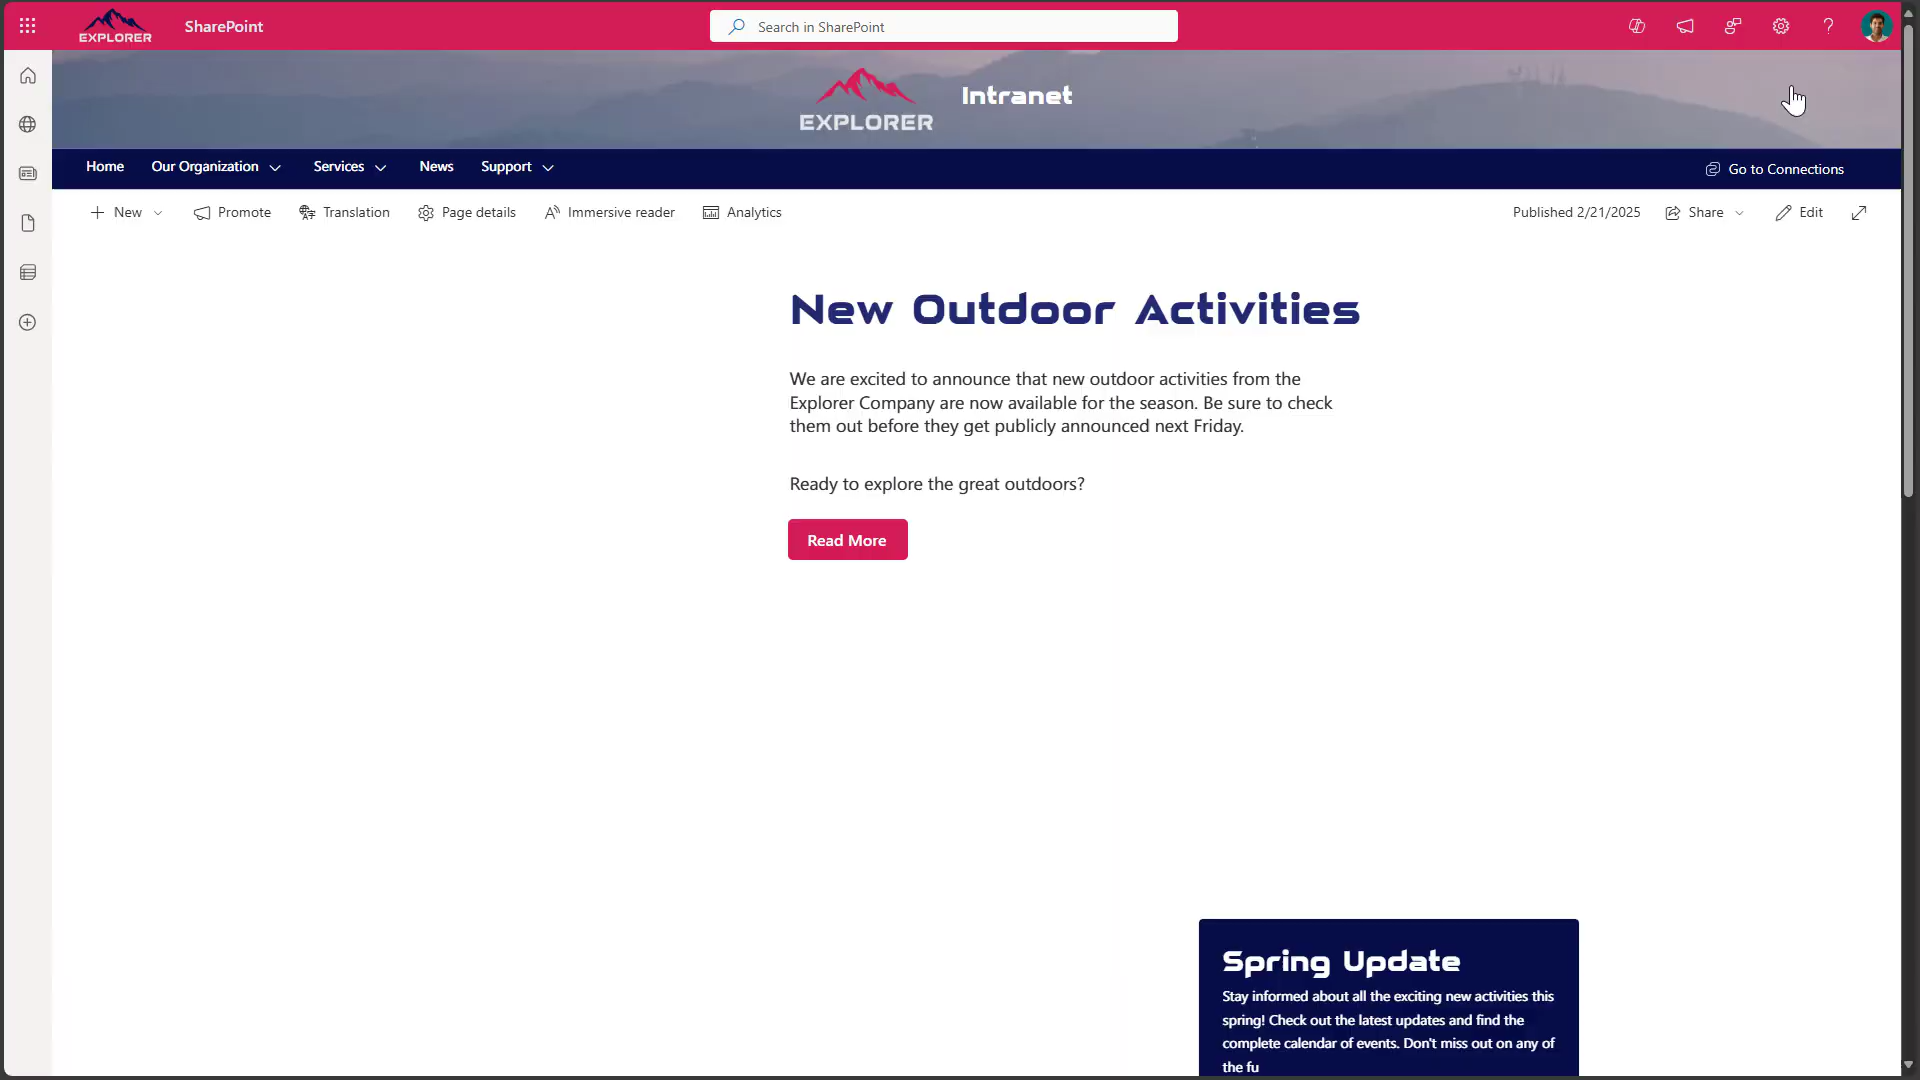 EXPLORER
SharePoint
Search in SharePoint
EXPLORER
Intranet
Home
Our Organization
Services
News
Support
Go to Connections
New
Promote
Translation
Page details
Immersive reader
Analytics
Published 2/21/2025
Share
Edit
New Outdoor Activities
We are excited to announce that new outdoor activities from the
Explorer Company are now available for the season. Be sure to check
them out before they get publicly announced next Friday.
Ready to explore the great outdoors?
Read More
Spring Update
Stay informed about all the exciting new activities this
spring! Check out the latest updates and find the
complete calendar of events. Don't miss out on any of
the fu